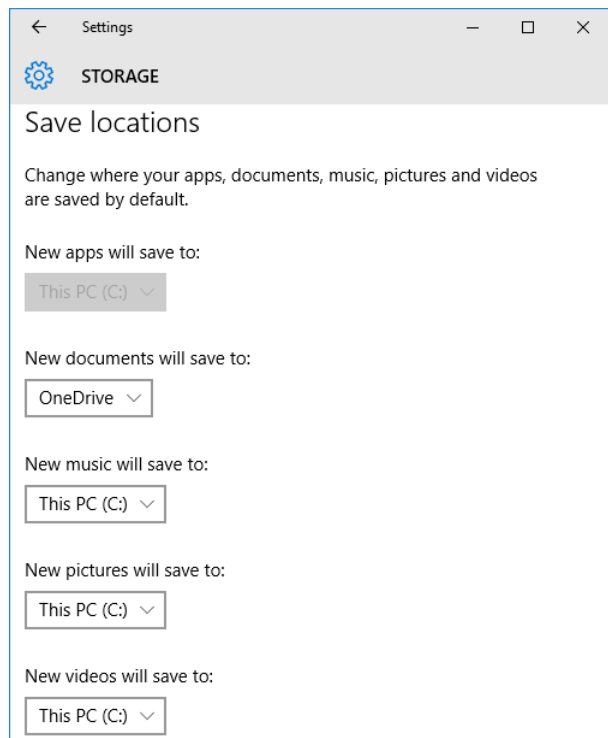 Settings
STORAGE
Save locations
Change where your apps, documents, music, pictures and videos
are saved by default.
New apps will save to:
This PC (C:)
New documents will save to:
OneDrive
New music will save to:
This PC (C:)
New pictures will save to:
This PC (C:)
New videos will save to:
This PC (C:)